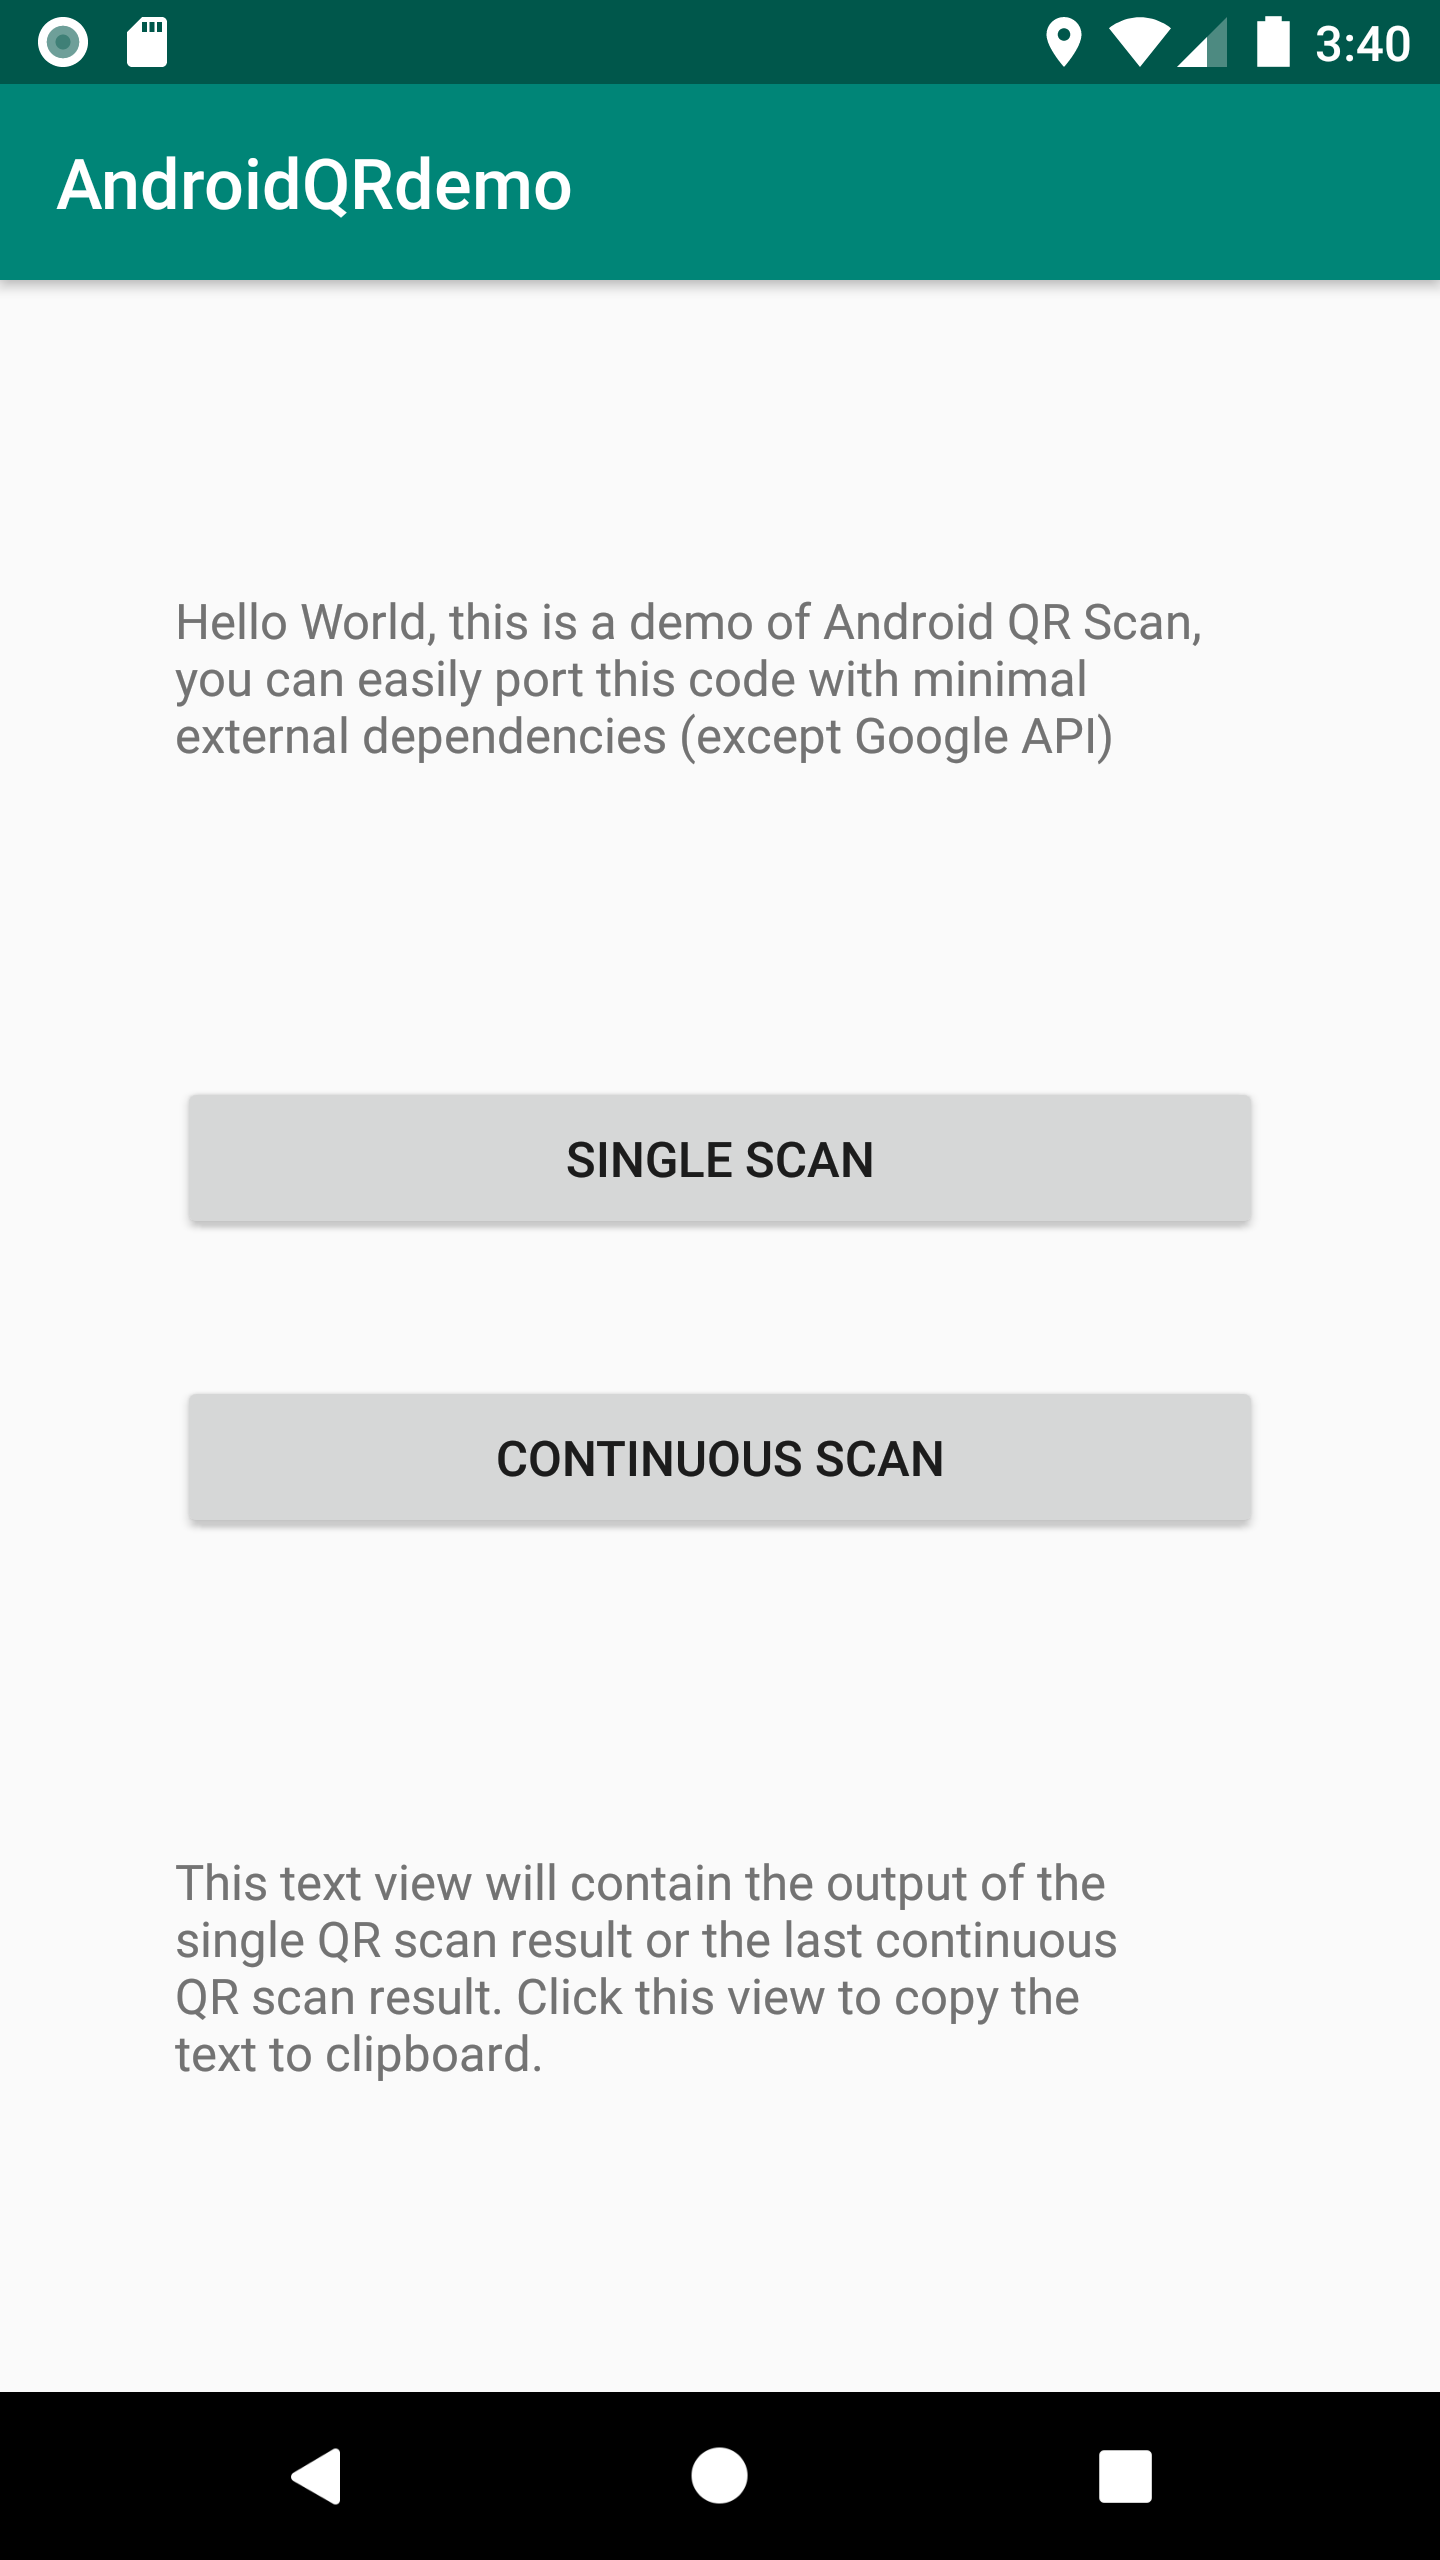 3:40
AndroidQRdemo
Hello World, this is a demo of Android QR Scan,
you can easily port this code with minimal
external dependencies (except Google API)
SINGLE SCAN
CONTINUOUS SCAN
This text view will contain the output of the
single QR scan result or the last continuous
QR scan result. Click this view to copy the
text to clipboard.